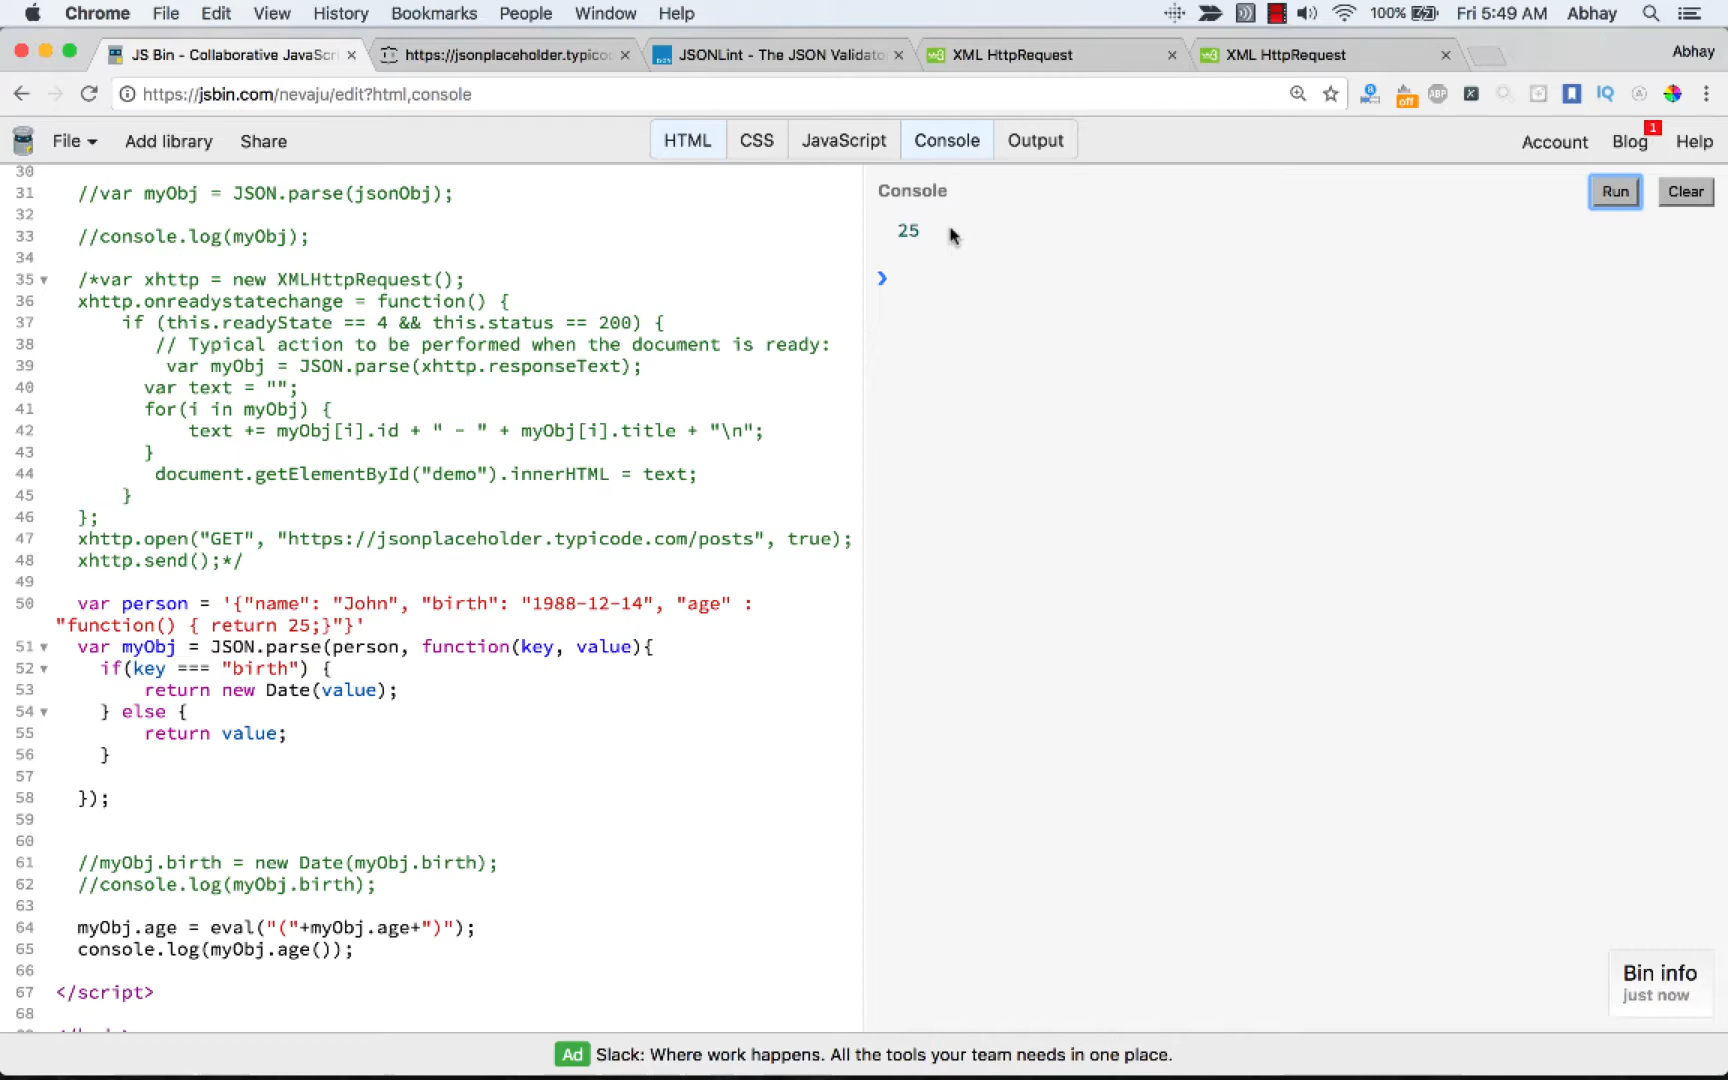 Chrome File Edit View History Bookmarks People Window Help 100% Fri 5:49 AM Abhay
JS Bin - Collaborative JavaScri https://jsonplaceholder.typico JSONLint - The JSON Validato XML HttpRequest XML HttpRequest Abhay
https://jsbin.com/nevaju/edit?html,console off ABP X IQ
File Add library Share HTML CSS JavaScript Console Output Account Blog 1 Help
30
31 //var myObj = JSON.parse(jsonObj);
32
33 //console.log(myObj);
34
35 /*var xhttp = new XMLHttpRequest();
36 xhttp.onreadystatechange = function() {
37 if (this.readyState == 4 && this.status == 200) {
38 // Typical action to be performed when the document is ready:
39 var myObj = JSON.parse(xhttp.responseText);
40 var text = "";
41 for(i in myObj) {
42 text += myObj[i].id + " - " + myObj[i].title + "\n";
43 }
44 document.getElementById("demo").innerHTML = text;
45 }
46 };
47 xhttp.open("GET", "https://jsonplaceholder.typicode.com/posts", true);
48 xhttp.send();*/
49
50 var person = '{"name": "John", "birth": "1988-12-14", "age" :
"function() { return 25;}"}'
51 var myObj = JSON.parse(person, function(key, value){
52 if(key === "birth") {
53 return new Date(value);
54 } else {
55 return value;
56 }
57
58 });
59
60
61 //myObj.birth = new Date(myObj.birth);
62 //console.log(myObj.birth);
63
64 myObj.age = eval("("+myObj.age+")");
65 console.log(myObj.age());
66
67 </script>
68
Console Run Clear
25
Bin info
just now
Ad Slack: Where work happens. All the tools your team needs in one place.